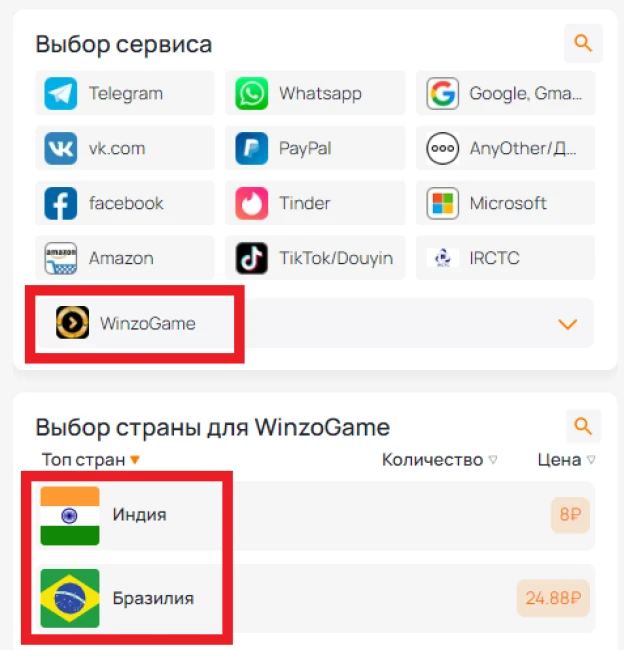 Выбор сервиса
Telegram Whatsapp Google, Gma...
vk.com PayPal AnyOther/Д...
facebook Tinder Microsoft
amazon Amazon TikTok/Douyin IRCTC
WinzoGame
Выбор страны для WinzoGame
Топ стран Количество Цена
Индия 8₽
Бразилия 24.88₽